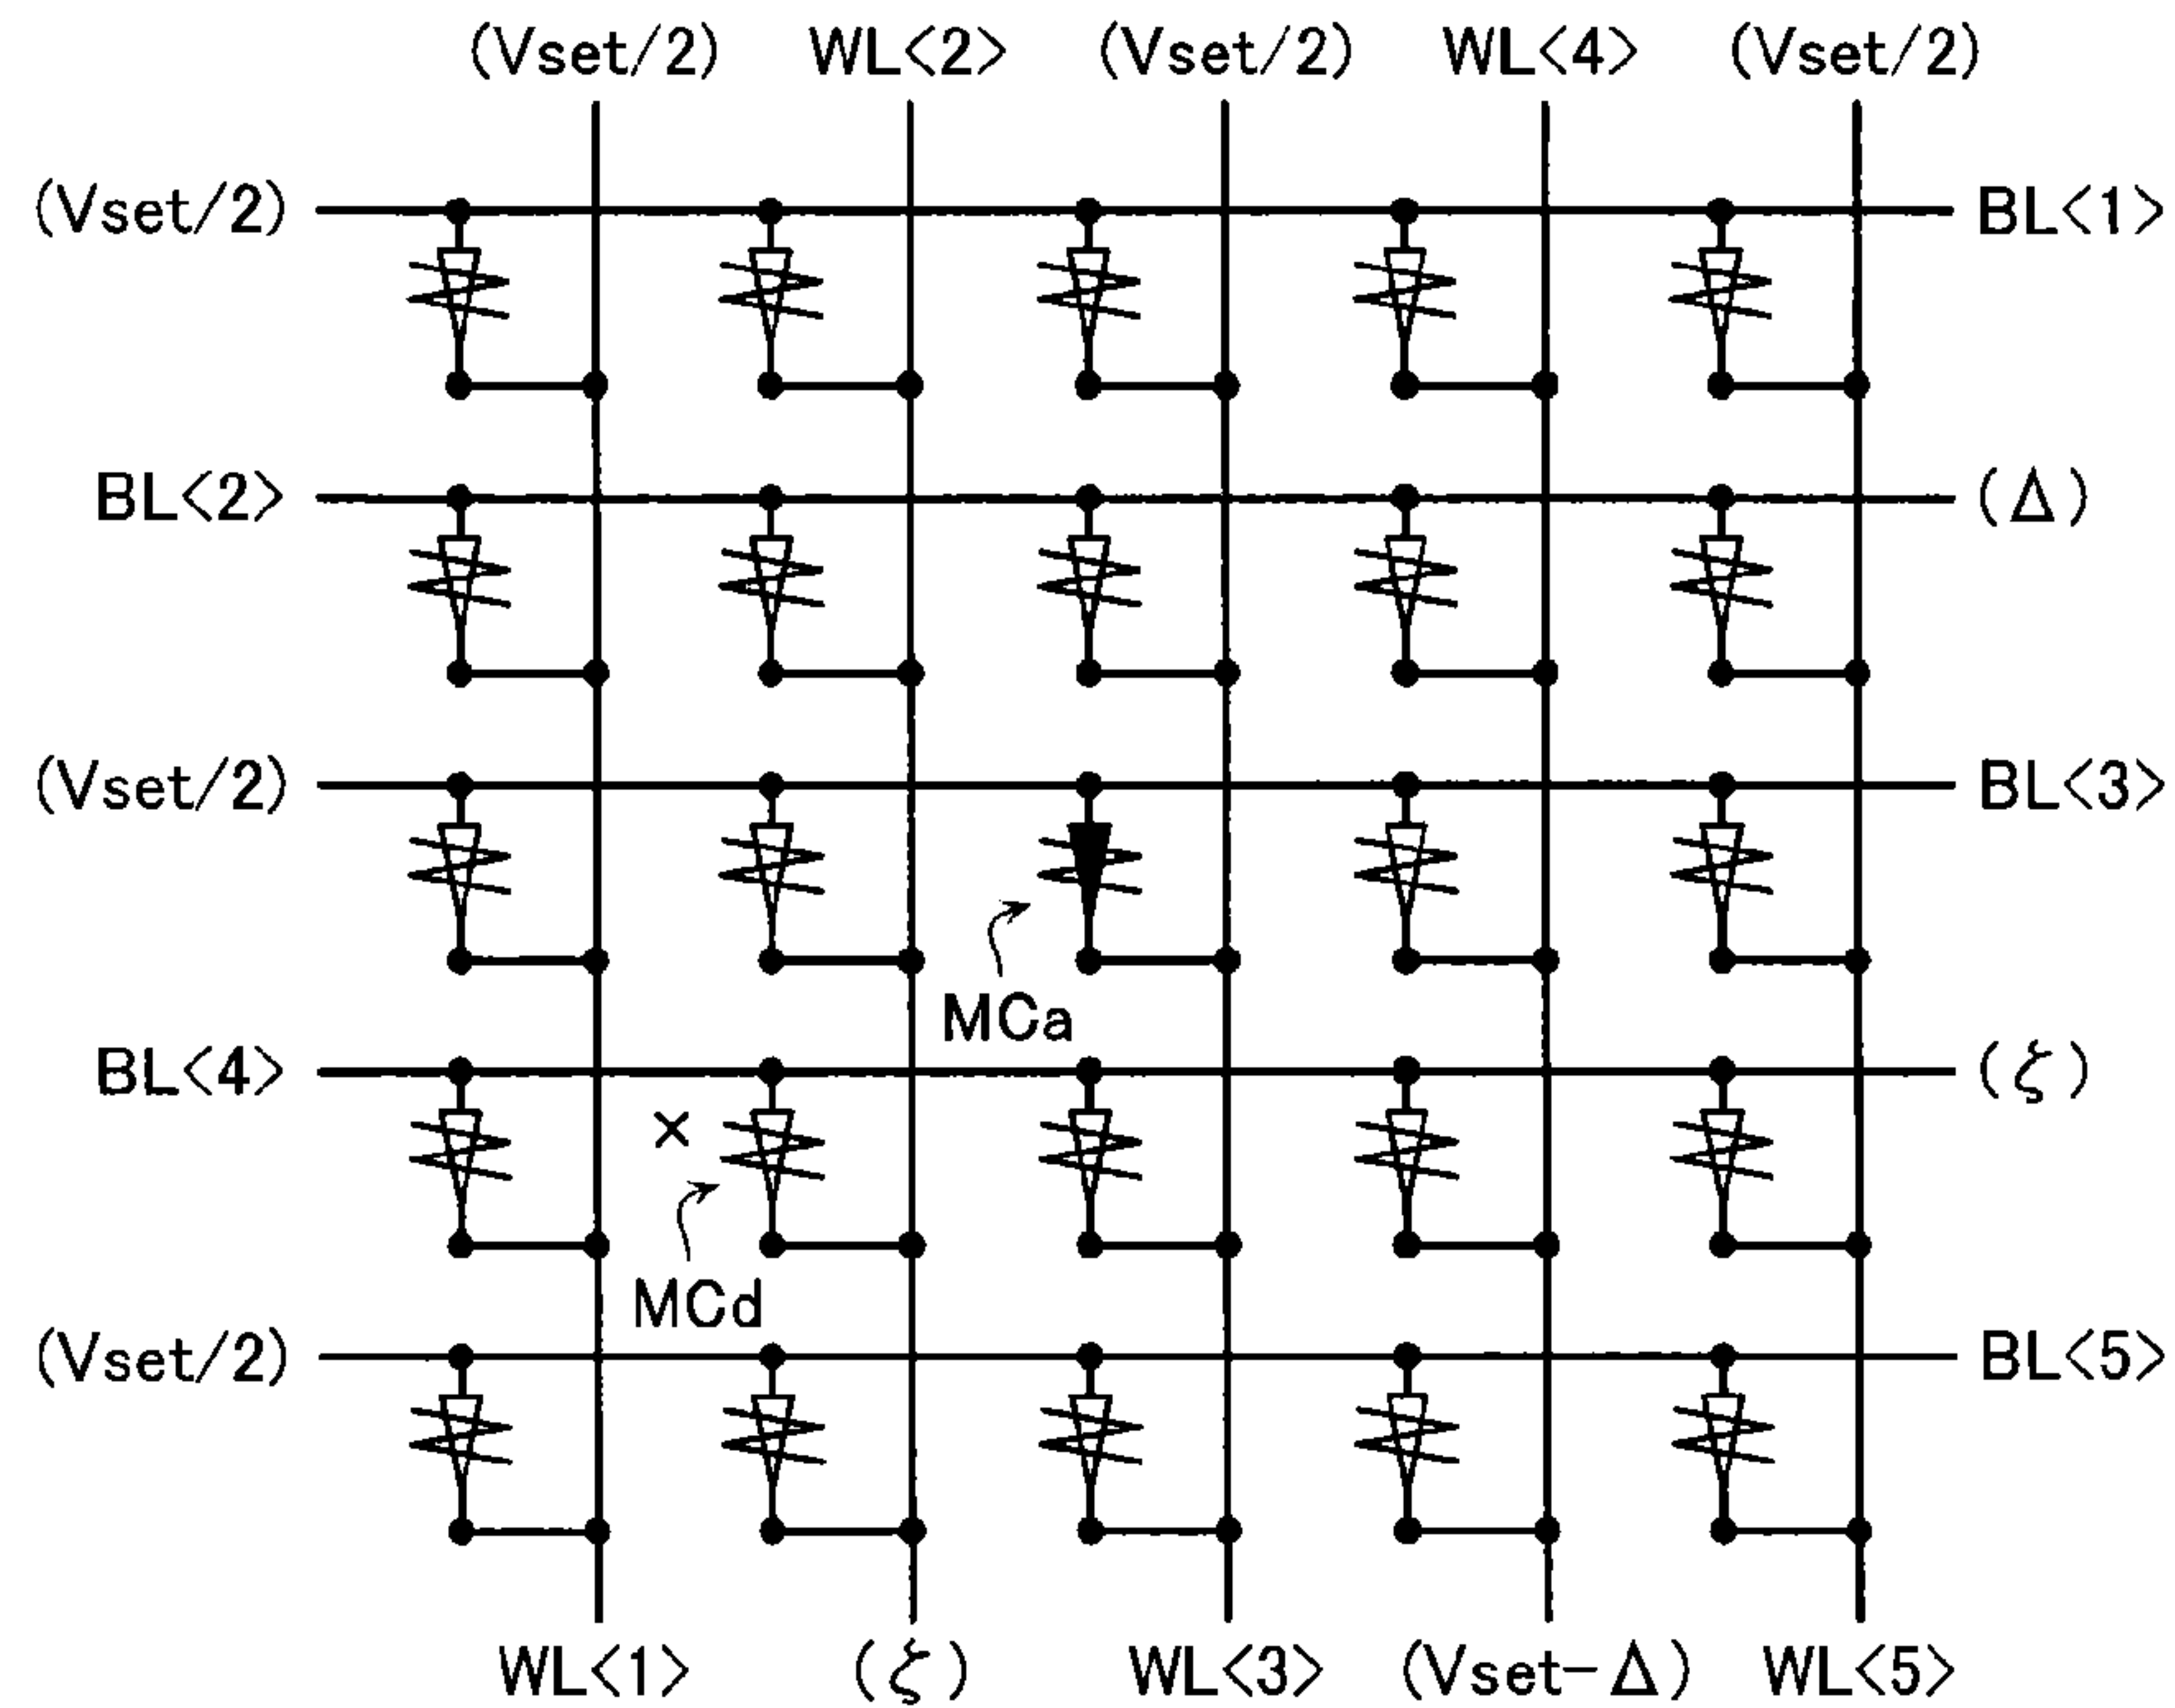 (Vset/2) WL<2> (Vset/2) WL<4> (Vset/2)
(Vset/2) BL<1>
BL<2> (Δ)
(Vset/2) BL<3>
MCa
BL<4> (ζ)
×
MCd
(Vset/2) BL<5>
WL<1> (ζ) WL<3> (Vset-Δ) WL<5>